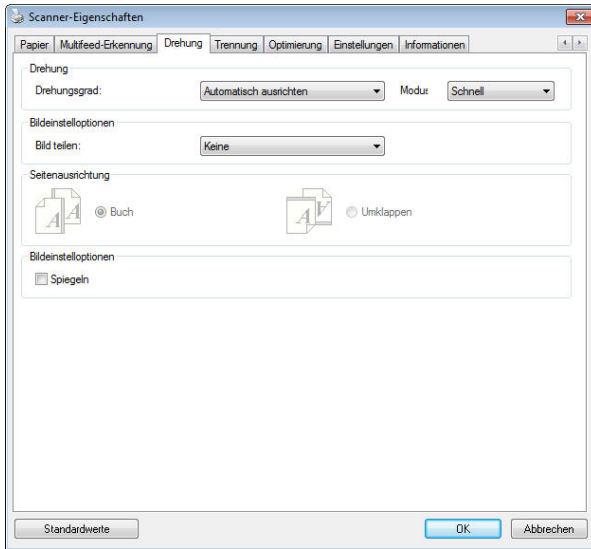 Scanner-Eigenschaften
Papier Multifeed-Erkennung Drehung Trennung Optimierung Einstellungen Informationen
Drehung
Drehungsgrad: Automatisch ausrichten Modu: Schnell
Bildeinstelloptionen
Bild teilen: Keine
Seitenausrichtung
A A Buch A A Umklappen
Bildeinstelloptionen
Spiegeln
Standardwerte OK Abbrechen